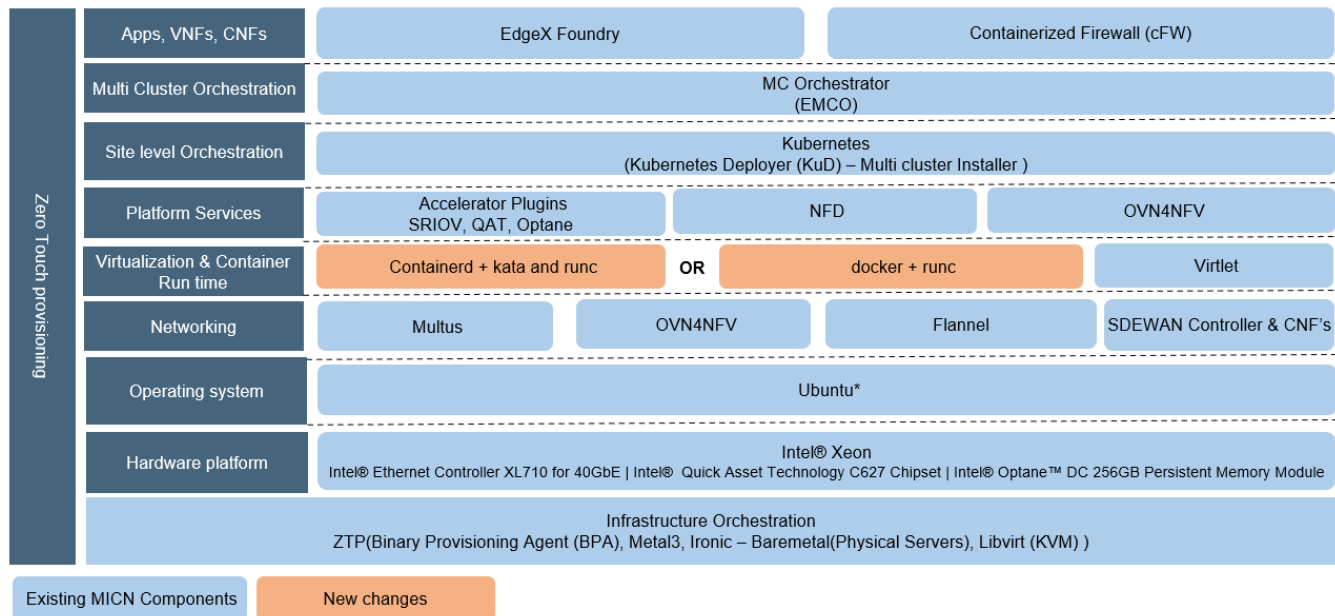 Zero Touch provisioning
Apps, VNFs, CNFs
EdgeX Foundry
Containerized Firewall (cFW)
Multi Cluster Orchestration
MC Orchestrator
(EMCO)
Site level Orchestration
Kubernetes
(Kubernetes Deployer (KuD) – Multi cluster Installer )
Platform Services
Accelerator Plugins
SRIOV, QAT, Optane
NFD
OVN4NFV
Virtualization & Container
Run time
Containerd + kata and runc
OR
docker + runc
Virtlet
Networking
Multus
OVN4NFV
Flannel
SDEWAN Controller & CNF's
Operating system
Ubuntu*
Hardware platform
Intel® Xeon
Intel® Ethernet Controller XL710 for 40GbE | Intel® Quick Asset Technology C627 Chipset | Intel® Optane™ DC 256GB Persistent Memory Module
Infrastructure Orchestration
ZTP(Binary Provisioning Agent (BPA), Metal3, Ironic – Baremetal(Physical Servers), Libvirt (KVM) )
Existing MICN Components
New changes